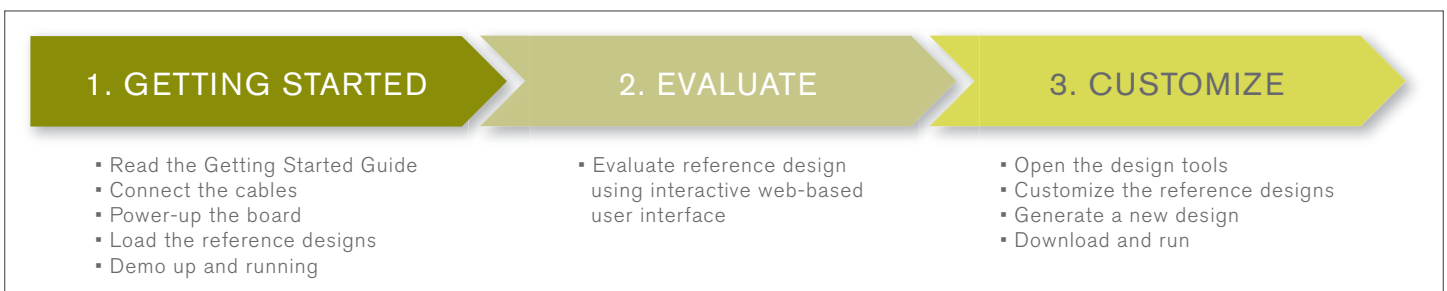 1. GETTING STARTED
▪ Read the Getting Started Guide
▪ Connect the cables
▪ Power-up the board
▪ Load the reference designs
▪ Demo up and running
2. EVALUATE
▪ Evaluate reference design
using interactive web-based
user interface
3. CUSTOMIZE
▪ Open the design tools
▪ Customize the reference designs
▪ Generate a new design
▪ Download and run